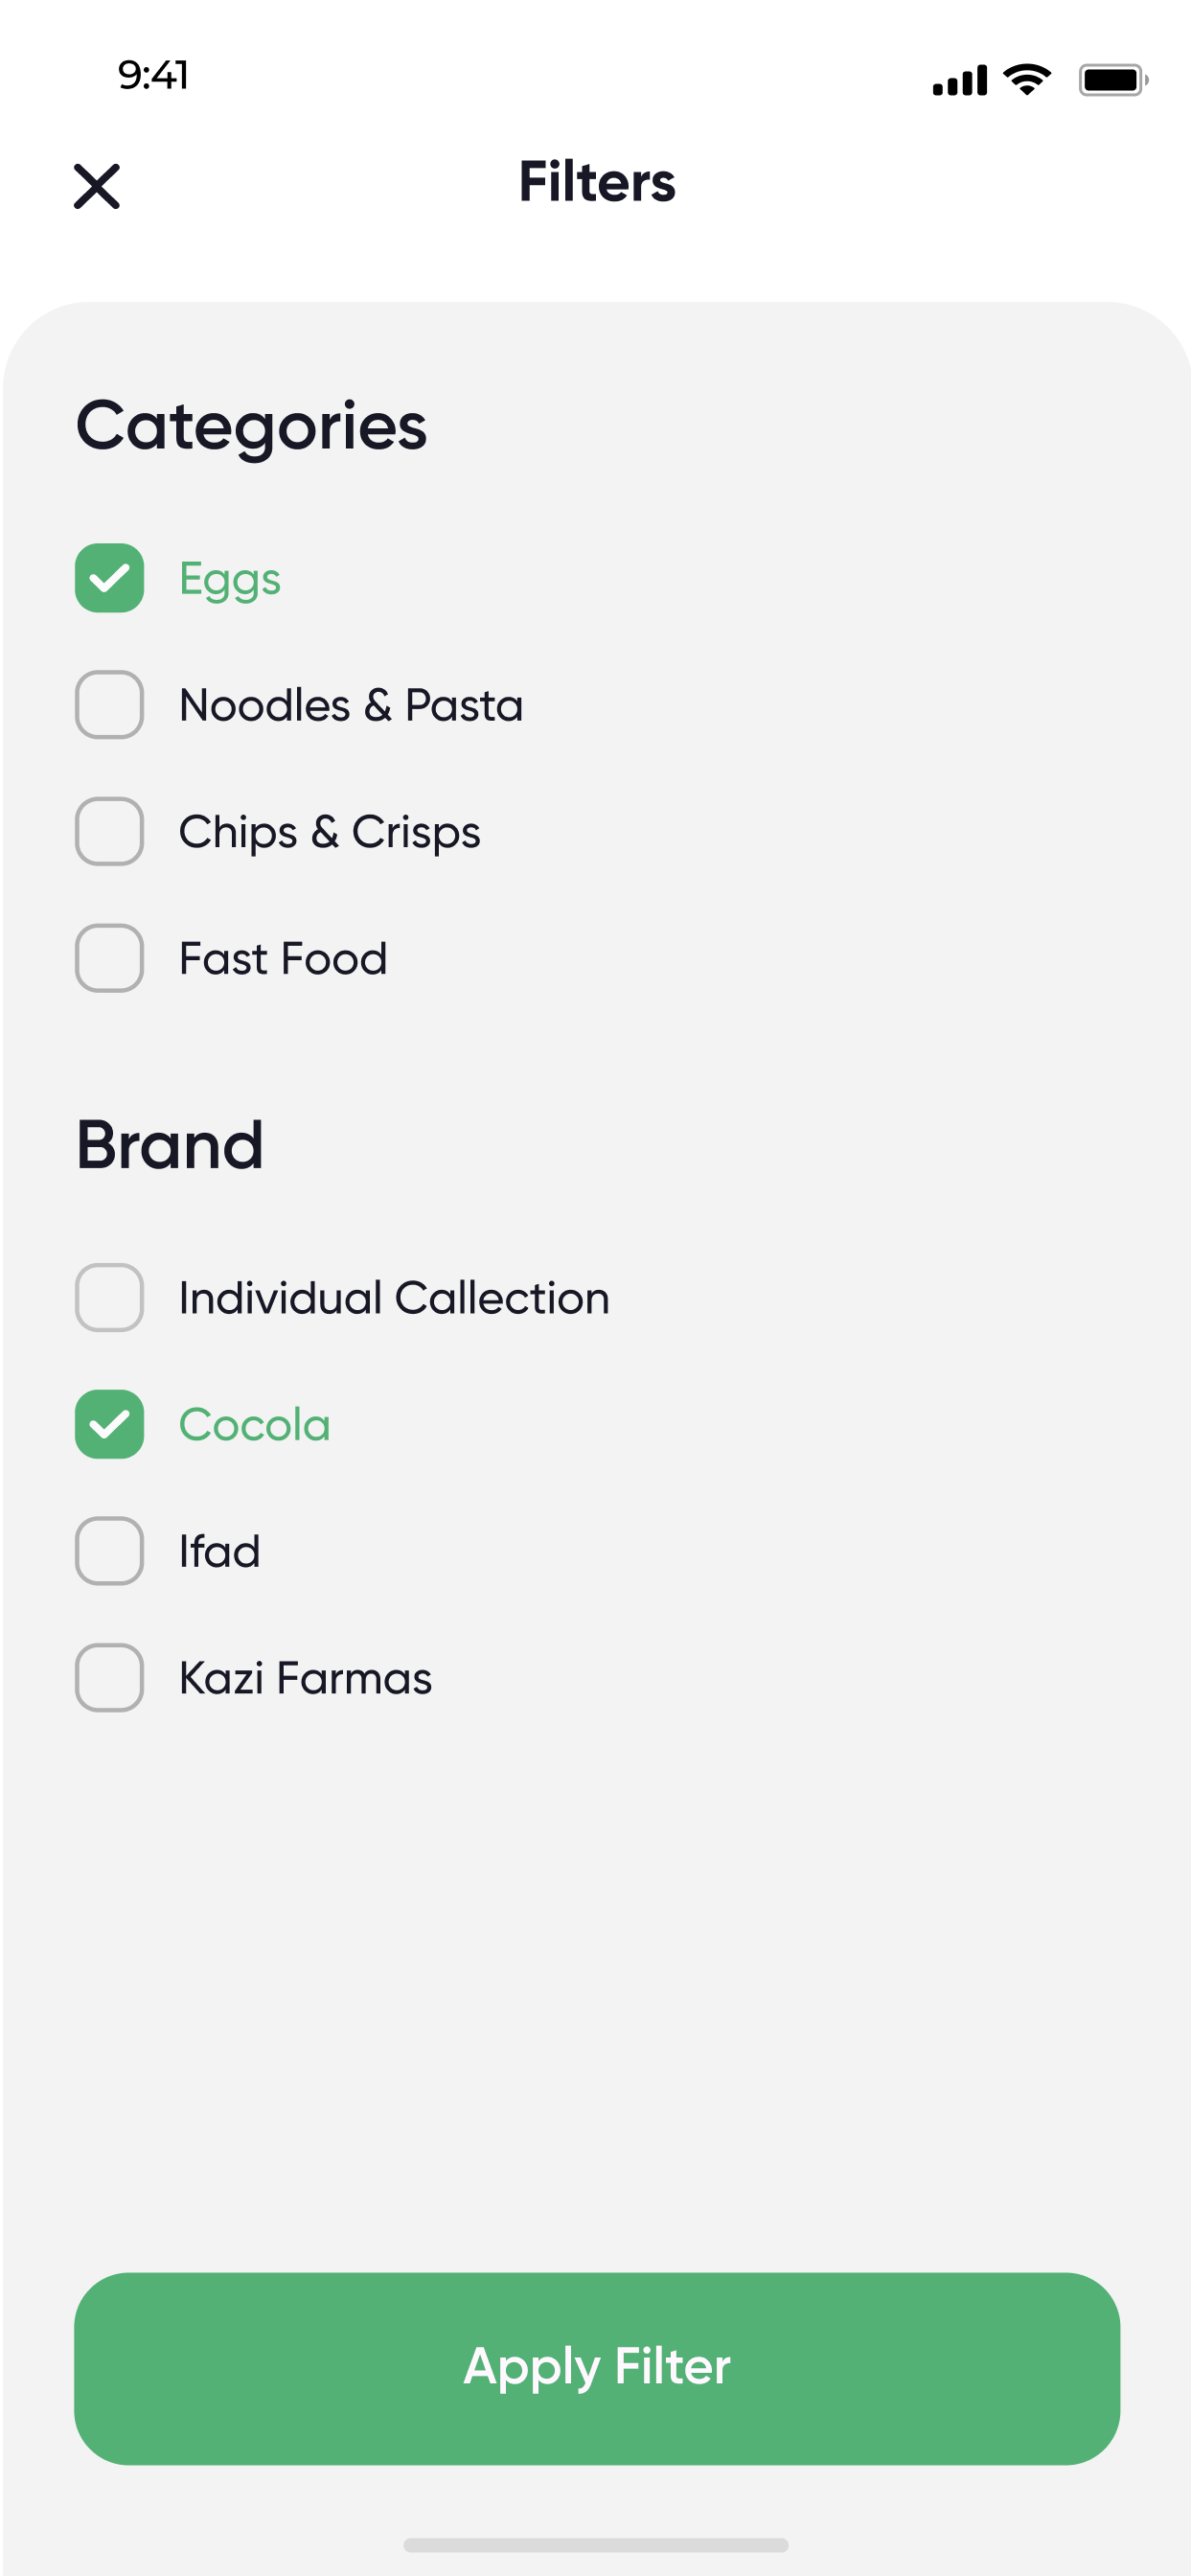 9:41
Filters
Categories
Eggs
Noodles & Pasta
Chips & Crisps
Fast Food
Brand
Individual Callection
Cocola
Ifad
Kazi Farmas
Apply Filter